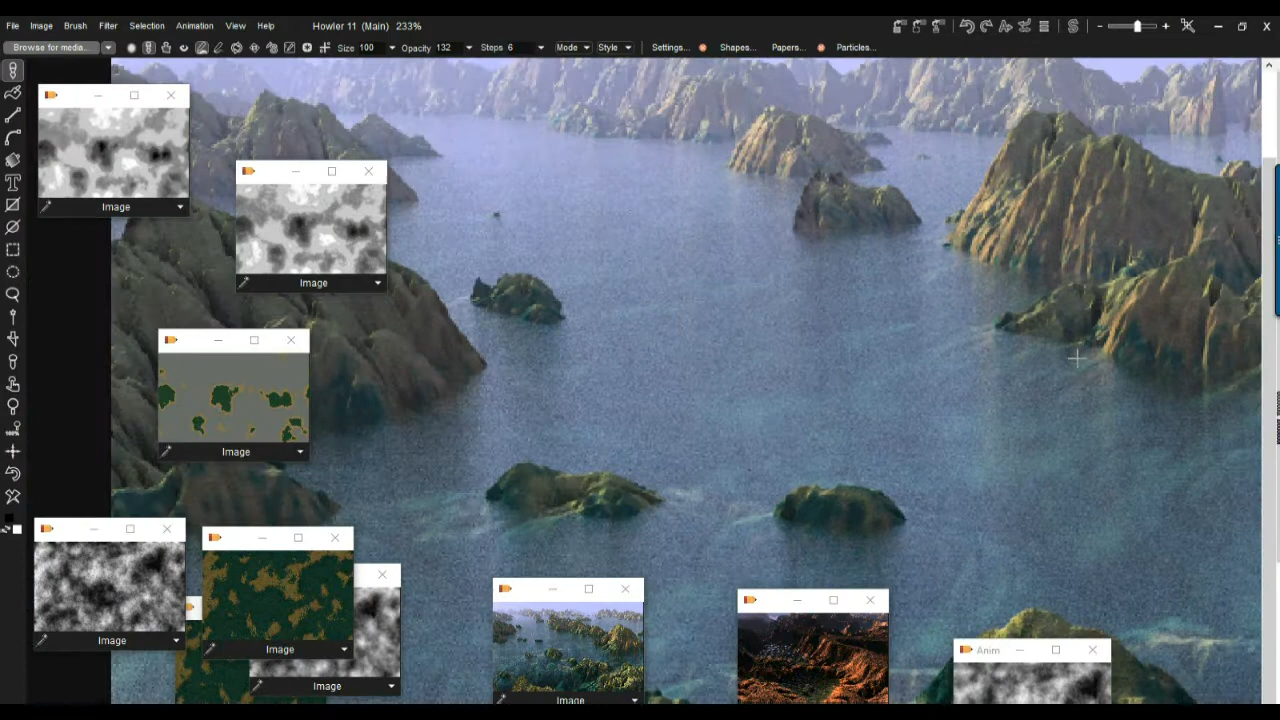 File Image Brush Filter Selection Animation View Help Howler 11 (Main) 233%
Browse for media... Size 100 Opacity 132 Steps 6 Mode Style Settings... Shapes... Papers... Particles...
Image
Image
Image
Image
Image
Image
Image
Anim
100%